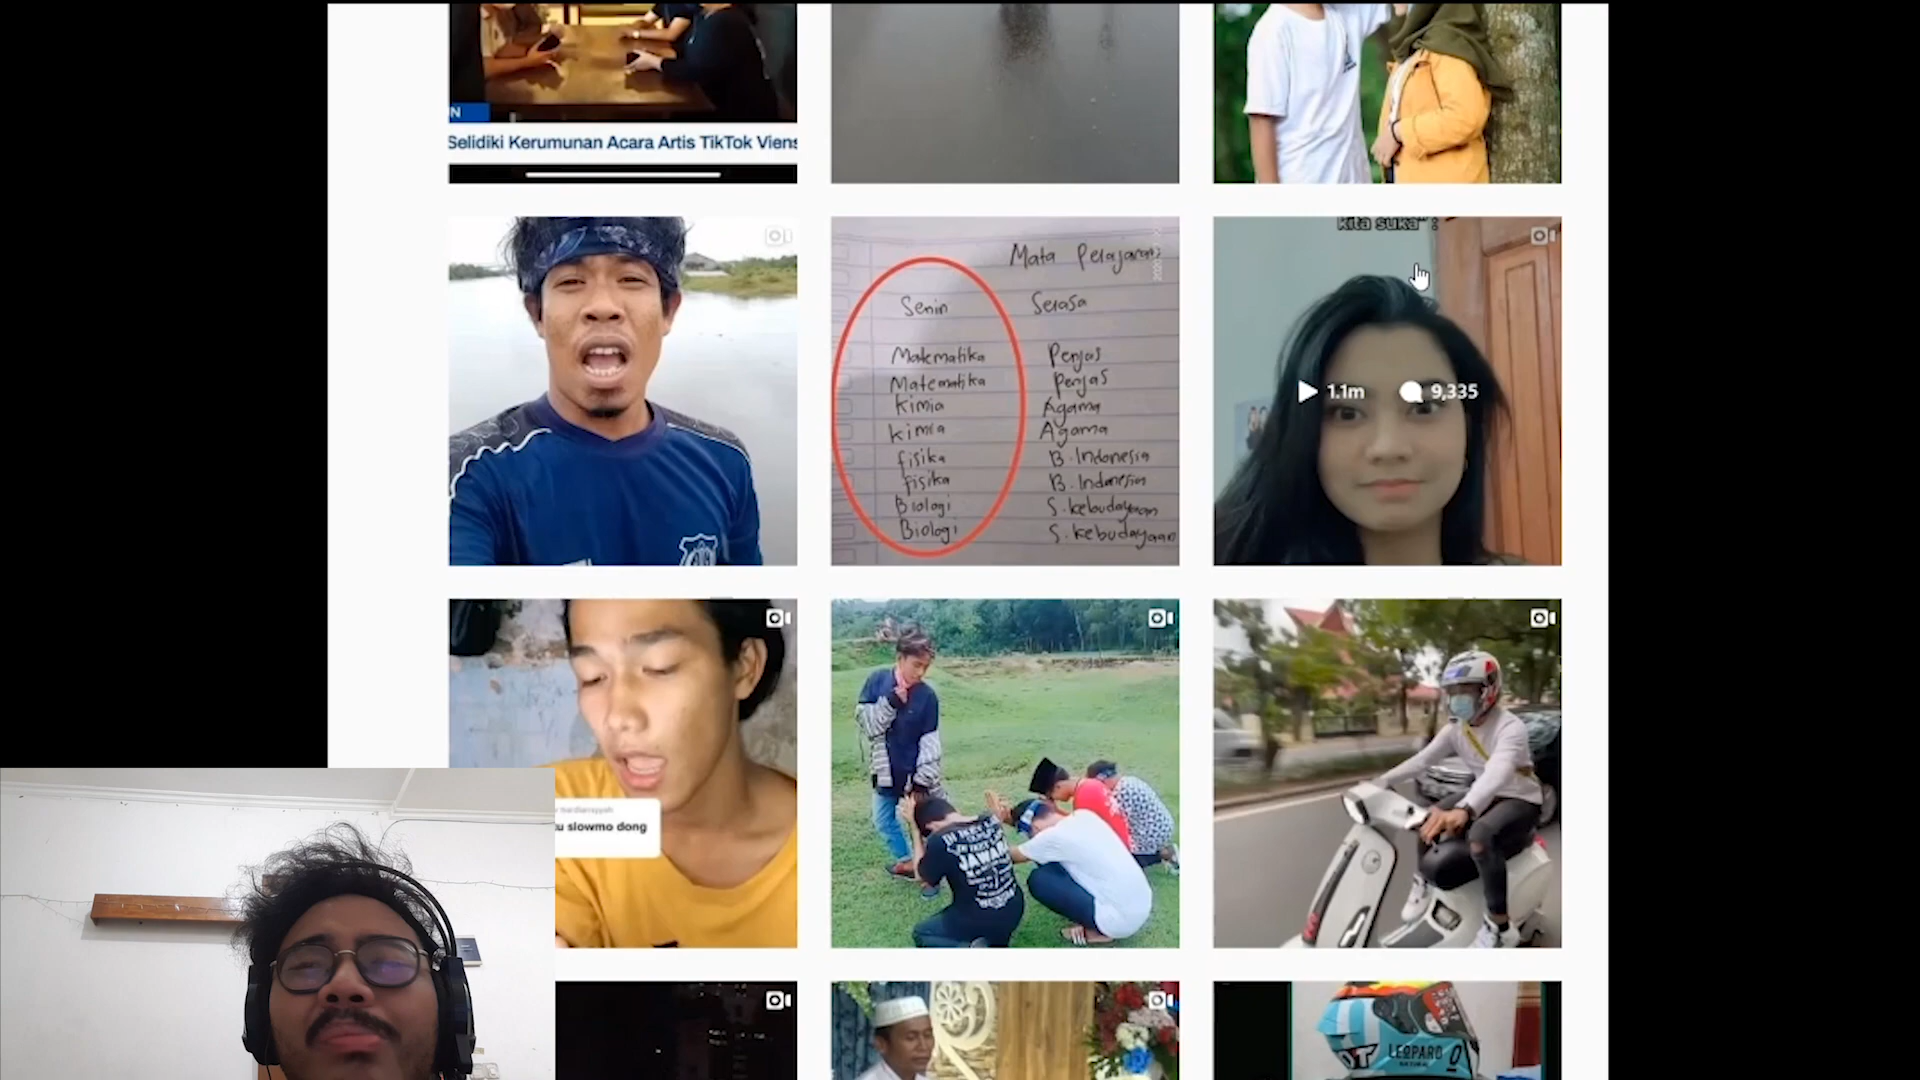 N
Selidiki Kerumunan Acara Artis TikTok Viens
Mata Pelajaran
Senin Selasa
Matematika Penjas
Matematika Penjas
Kimia Agama
Kimia Agama
fisika B. Indonesia
fisika B. Indonesia
Biologi S. kebudayaan
Biologi S. kebudayaan
kita suka" :
1.1m 9,335
u slowmo dong
JAWARA
LEOPARD